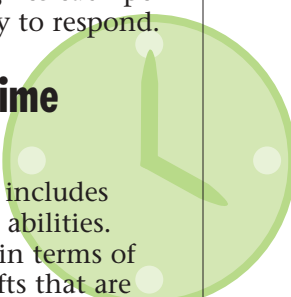 y to respond.
ime
includes
abilities.
in terms of
fts that are